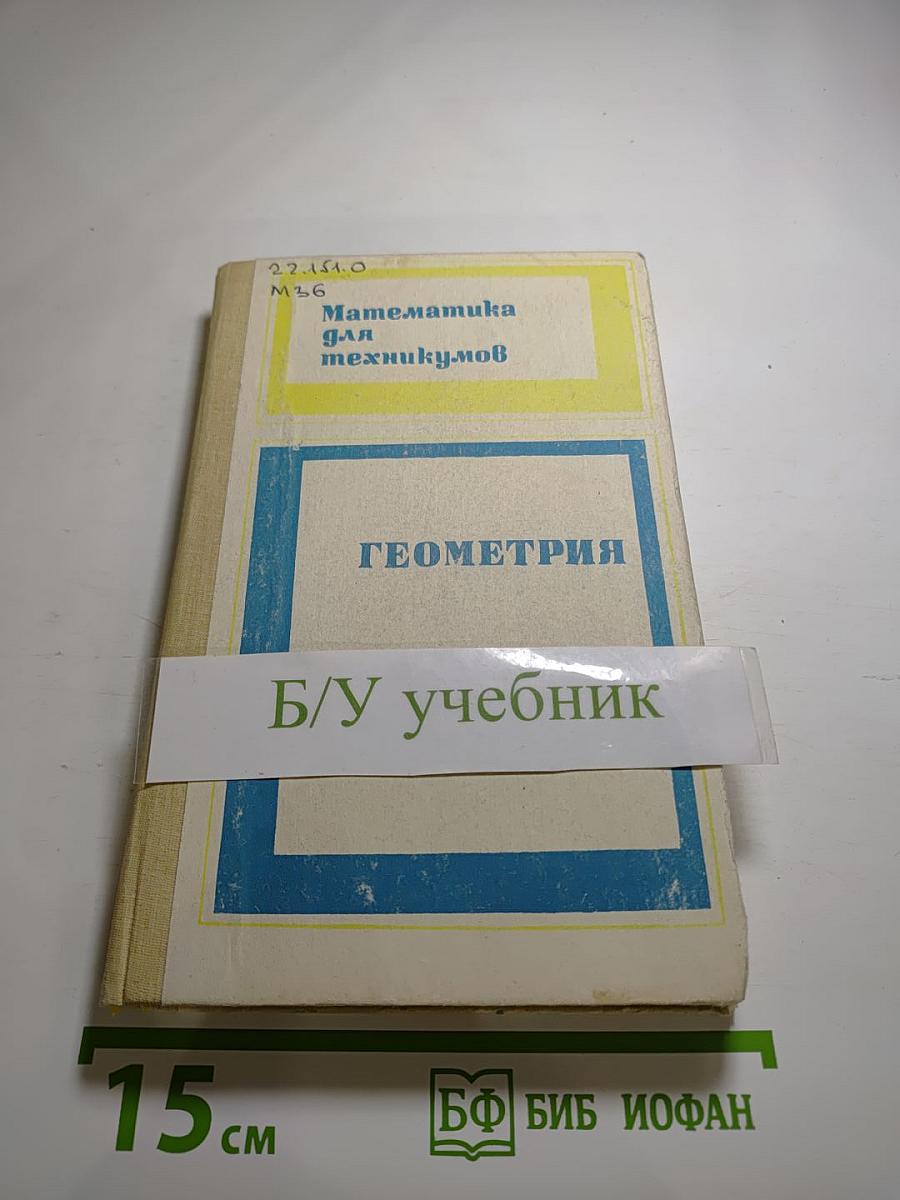 22.151.0
М36
Математика
для
техникумов
ГЕОМЕТРИЯ
Б/У учебник
15 см
БФ БИБ ИОФАН